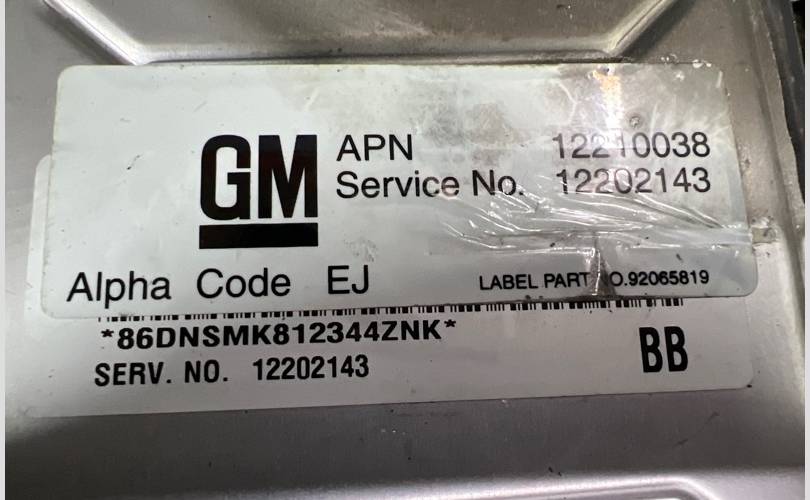 GM
APN 12210038
Service No. 12202143
Alpha Code EJ
LABEL PART NO.92065819
*86DNSMK812344ZNK*
SERV. NO. 12202143
BB